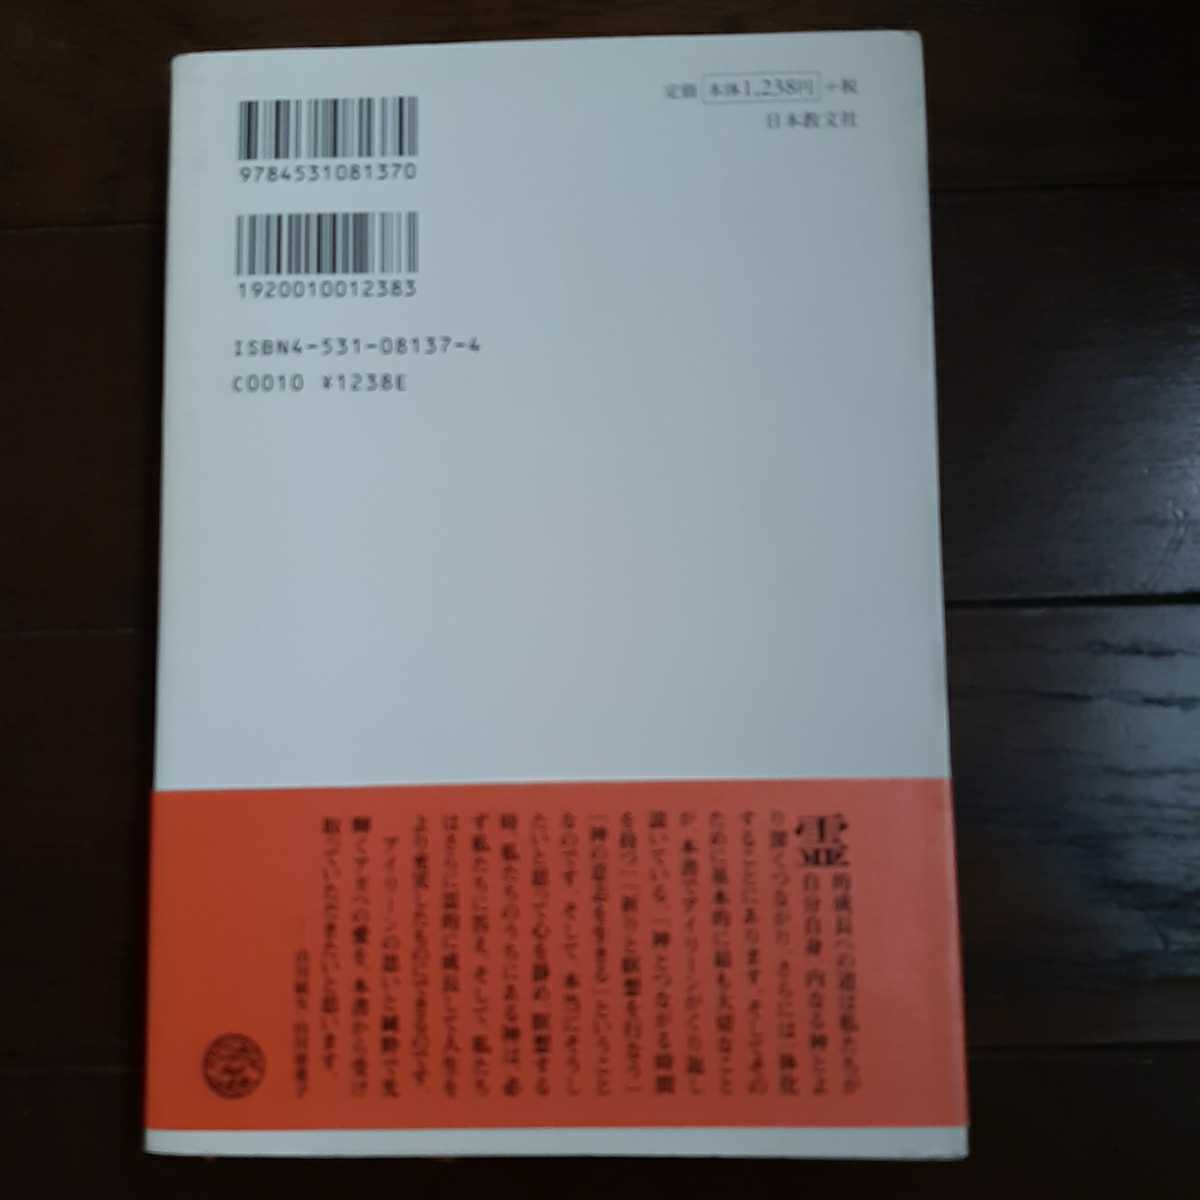 9784531081370
1920010012383
ISBN4-531-08137-4
C0010 ¥1238E
定価 本体1,238円 +税
日本教文社
霊的成長への道は私たちが
自分自身 内なる神とよ
り深くつながり、さらには一体化
することにあります。そしてその
ために基本的に最も大切なこと
が、本書でアイリーンがくり返し
説いている、「神とつながる時間
を持つ」「祈りと瞑想を行なう」
「神の意志を生きる」ということ
なのです。そして、本当にそうし
たいと思って心を静め、瞑想する
時、私たちのうちにある神は、必
ず私たちに答え、そして、私たち
はさらに霊的に成長して人生を
より充実したものにできるのです。
アイリーンの思いと純粋で光
輝く子供への愛を、本書から受け
取っていただきたいと思います。